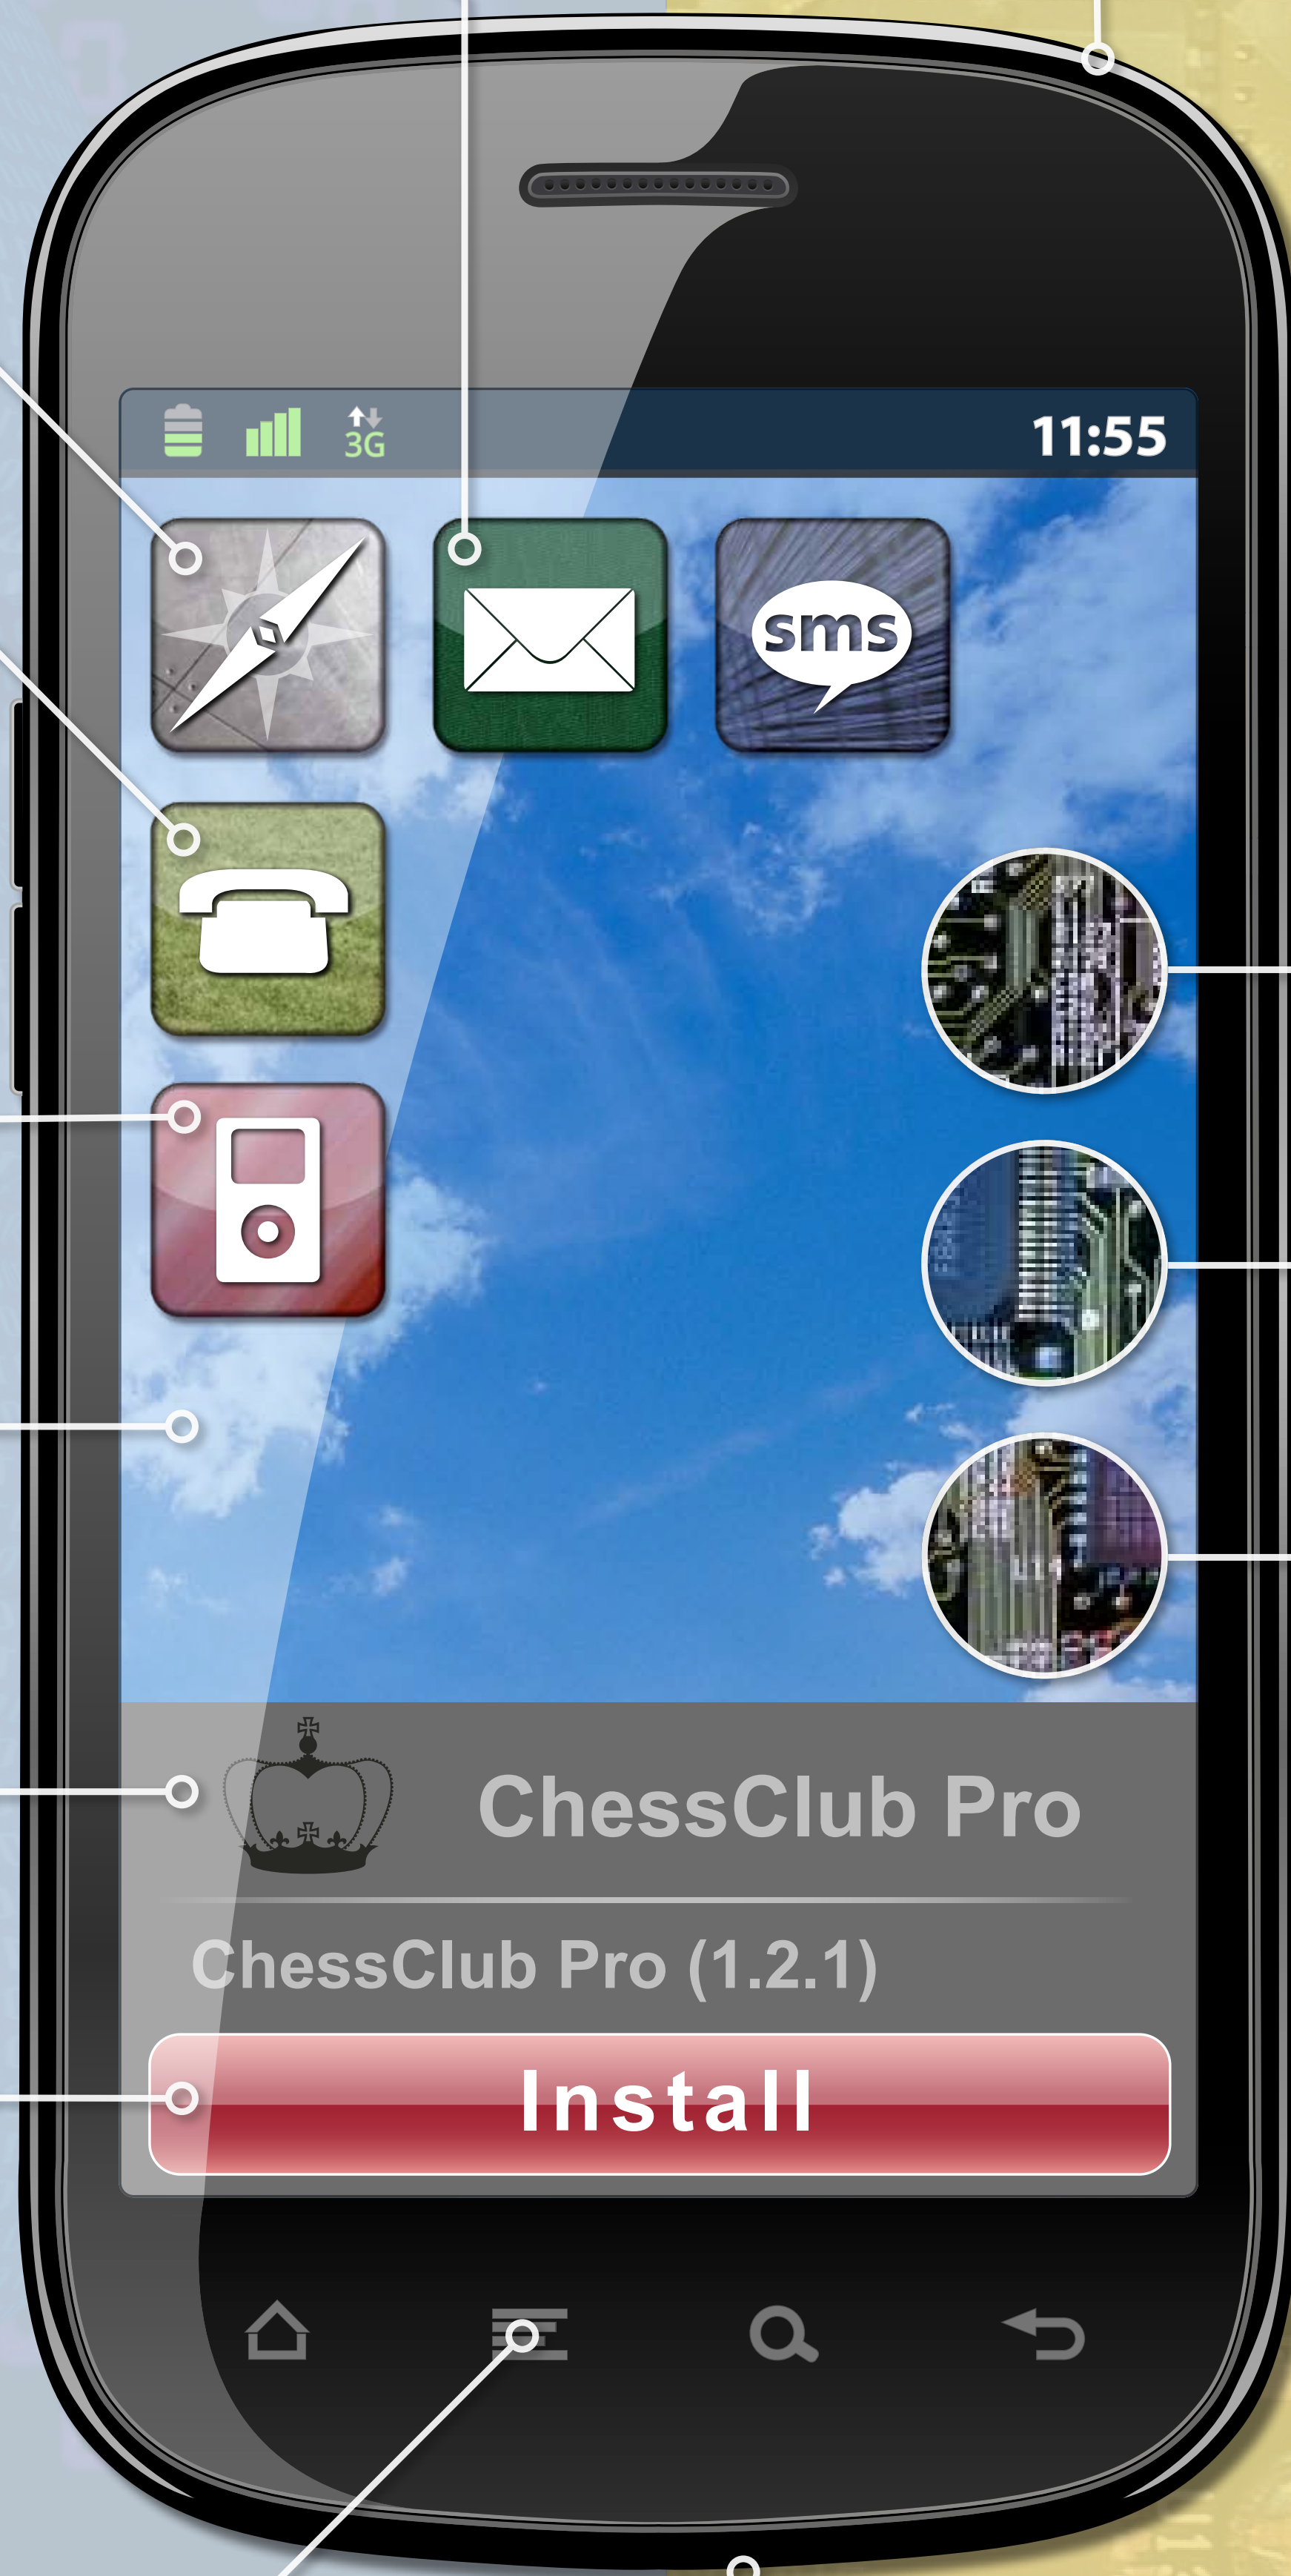 3G
11:55
sms
ChessClub Pro
ChessClub Pro (1.2.1)
Install